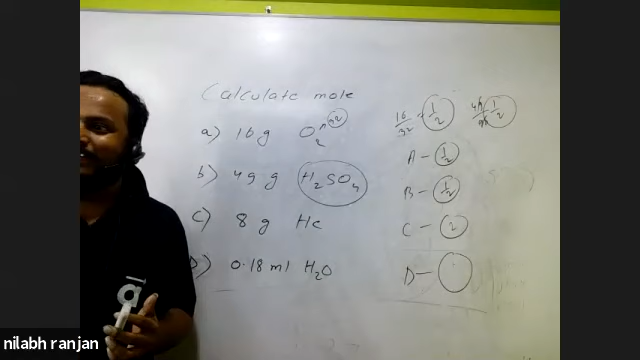 Calculate mole
a) 16 g O₂ 32
b) 49 g H₂SO₄
c) 8 g He
D) 0.18 ml H₂O
16/32 = 1/2
49/98 1/2
A - 1/2
B - 1/2
C - 2
D -
nilabh ranjan